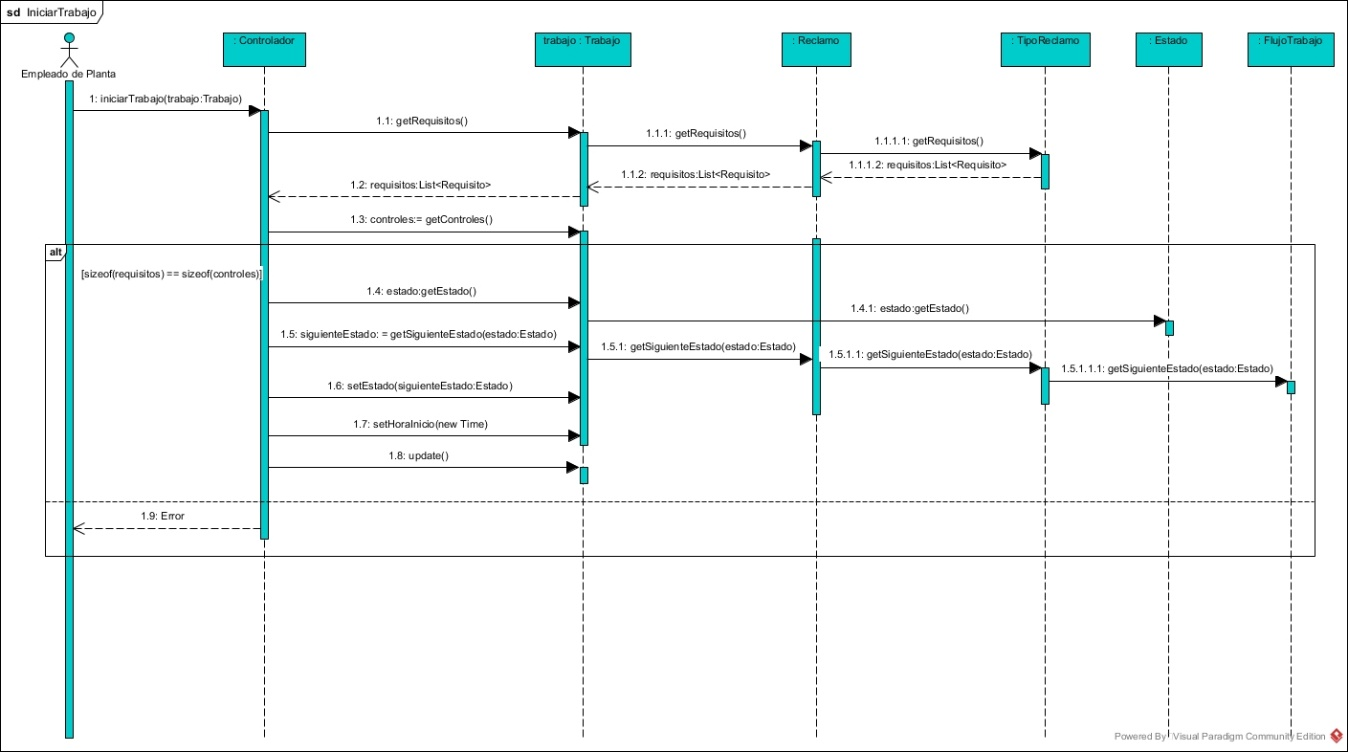 sd IniciarTrabajo
Empleado de Planta
: Controlador
trabajo : Trabajo
: Reclamo
: TipoReclamo
: Estado
: FlujoTrabajo
1: iniciarTrabajo(trabajo:Trabajo)
1.1: getRequisitos()
1.1.1: getRequisitos()
1.1.1.1: getRequisitos()
1.1.1.2: requisitos:List<Requisito>
1.1.2: requisitos:List<Requisito>
1.2: requisitos:List<Requisito>
1.3: controles:= getControles()
alt
[sizeof(requisitos) == sizeof(controles)]
1.4: estado:getEstado()
1.4.1: estado:getEstado()
1.5: siguienteEstado: = getSiguienteEstado(estado:Estado)
1.5.1: getSiguienteEstado(estado:Estado)
1.5.1.1: getSiguienteEstado(estado:Estado)
1.5.1.1.1: getSiguienteEstado(estado:Estado)
1.6: setEstado(siguienteEstado:Estado)
1.7: setHoraInicio(new Time)
1.8: update()
1.9: Error
Powered By Visual Paradigm Community Edition